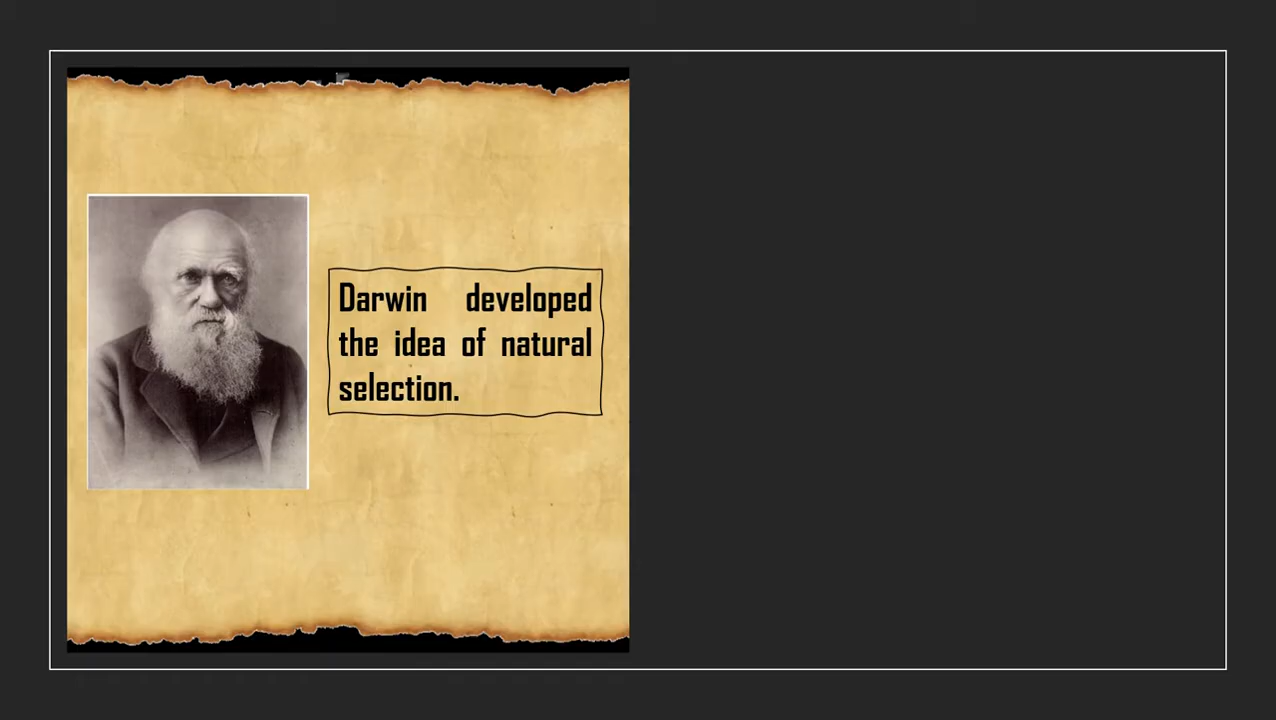 Darwin developed
the idea of natural
selection.